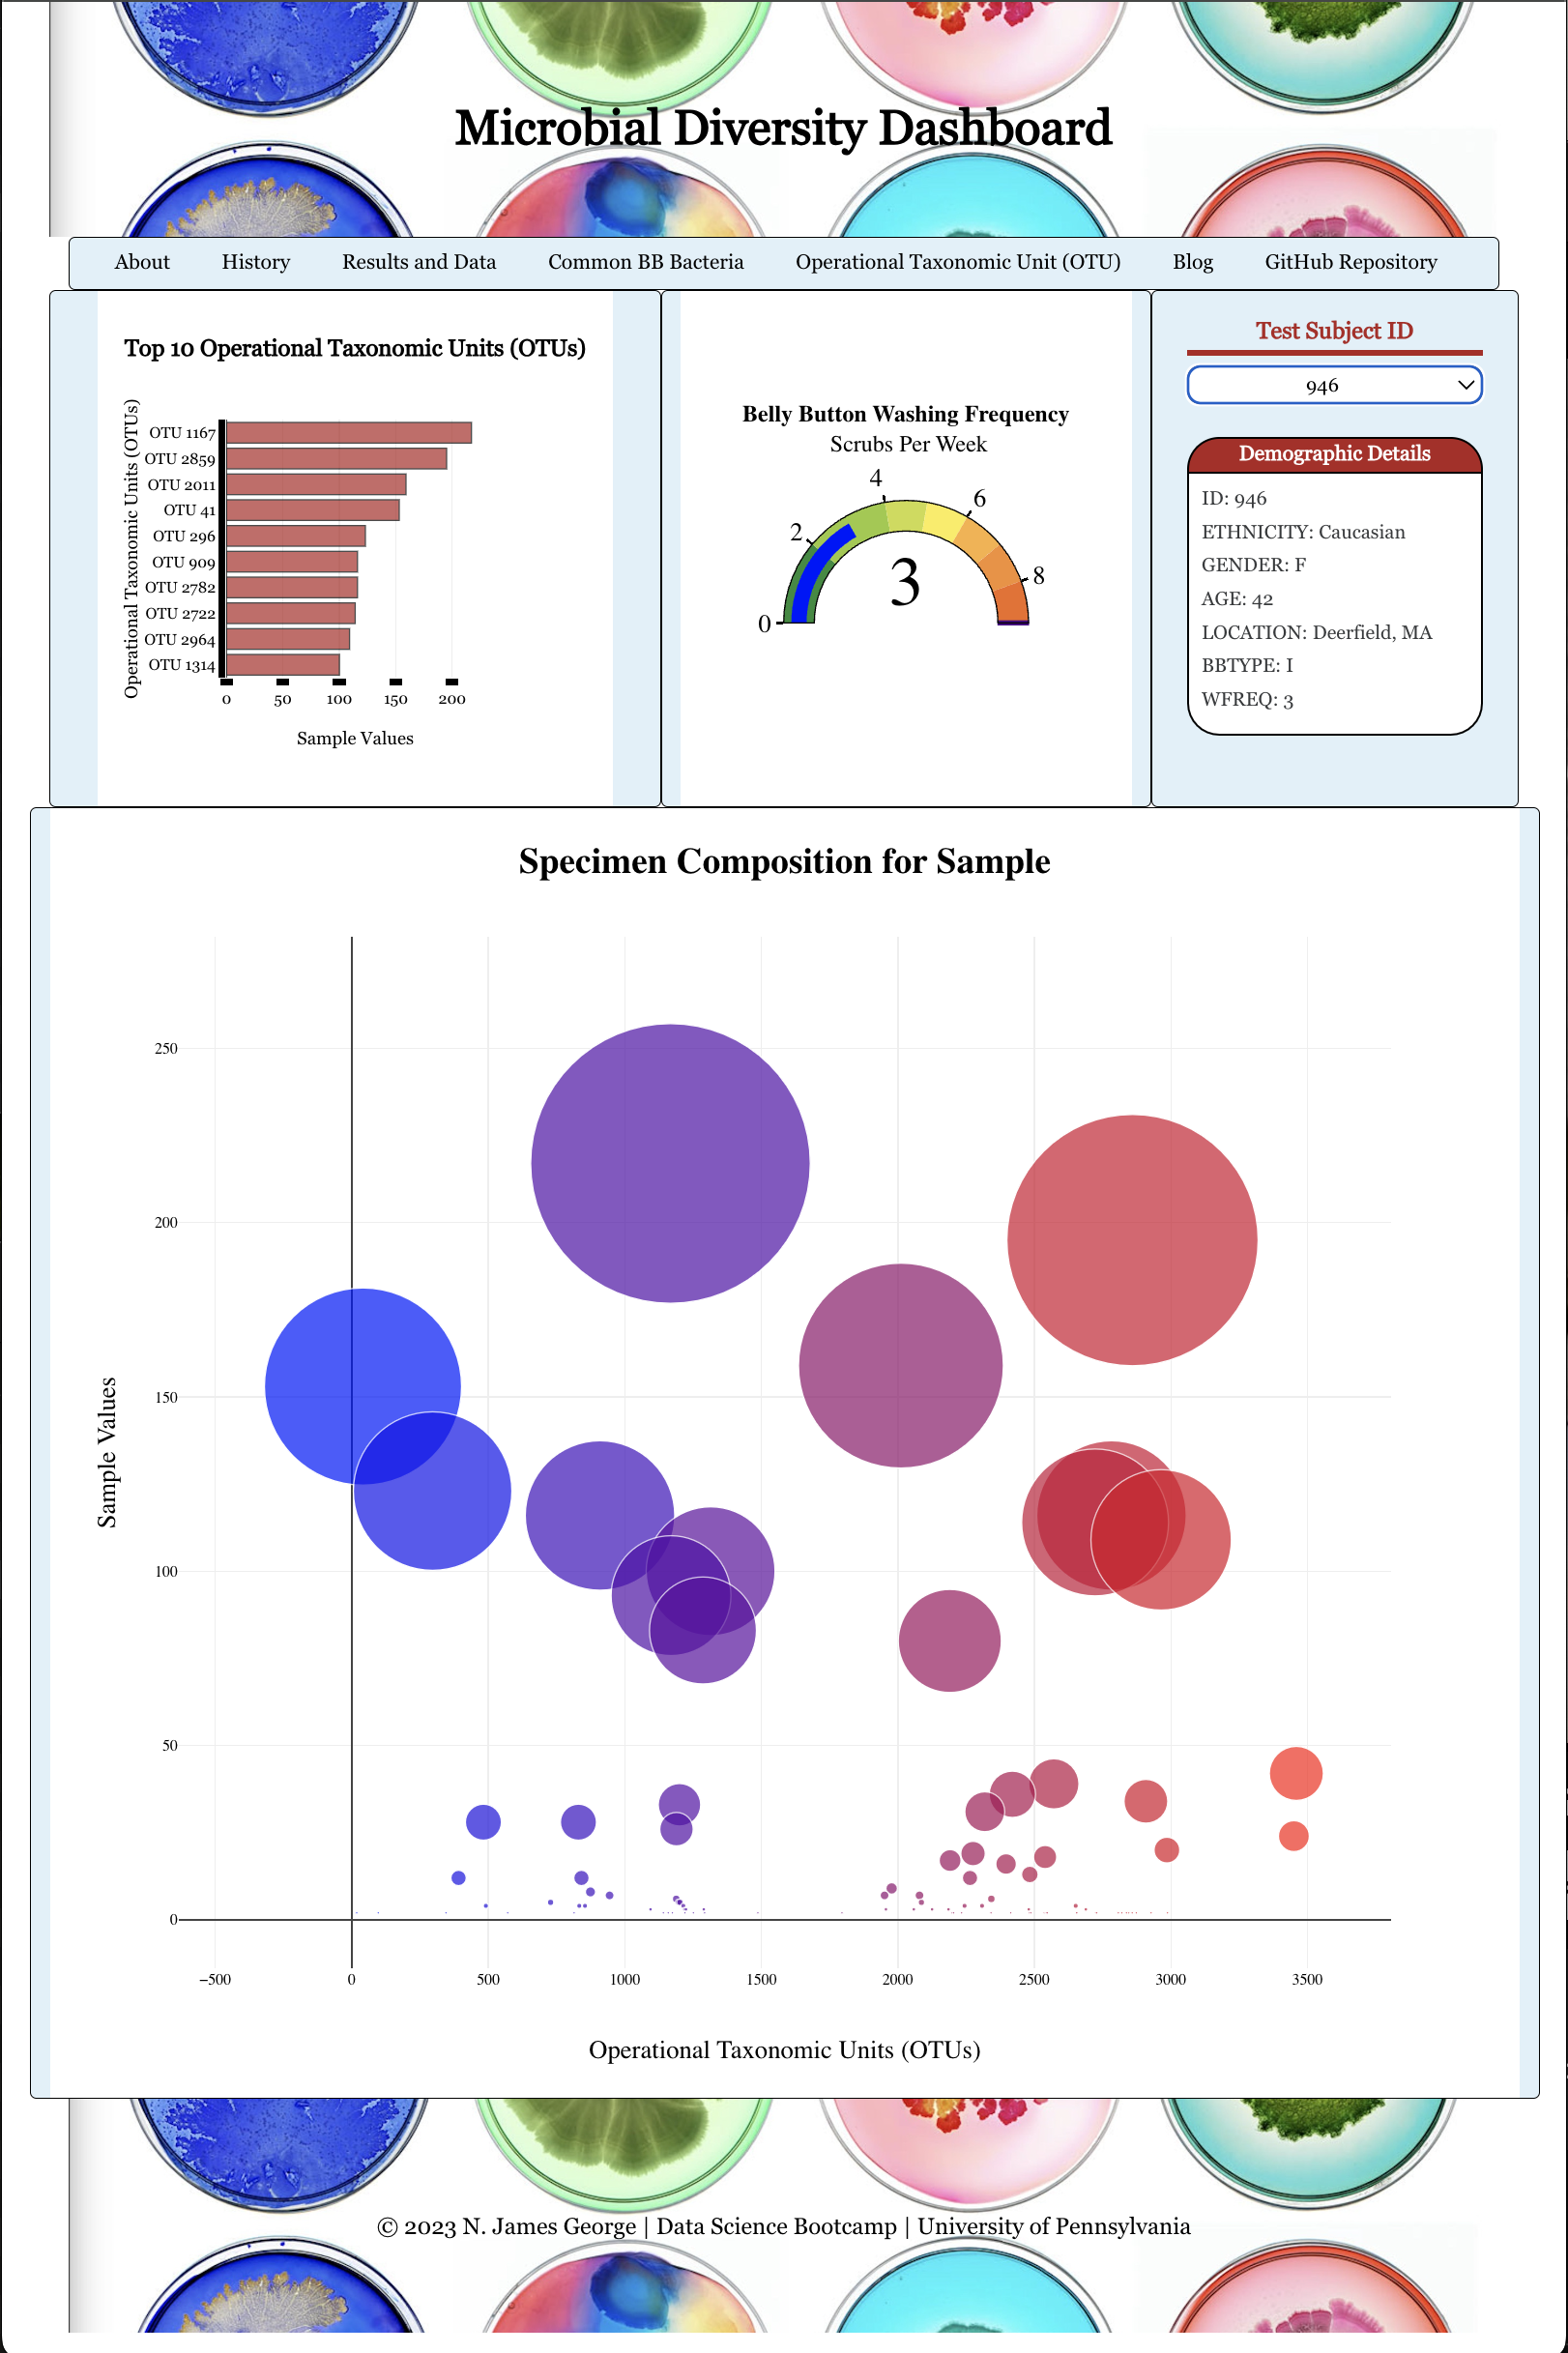 Microbial Diversity Dashboard
About History Results and Data Common BB Bacteria Operational Taxonomic Unit (OTU) Blog GitHub Repository
Top 10 Operational Taxonomic Units (OTUs)
Operational Taxonomic Units (OTUs)
OTU 1167
OTU 2859
OTU 2011
OTU 41
OTU 296
OTU 909
OTU 2782
OTU 2722
OTU 2964
OTU 1314
0 50 100 150 200
Sample Values
Belly Button Washing Frequency
Scrubs Per Week
0 2 4 6 8
3
Test Subject ID
946
Demographic Details
ID: 946
ETHNICITY: Caucasian
GENDER: F
AGE: 42
LOCATION: Deerfield, MA
BBTYPE: I
WFREQ: 3
Specimen Composition for Sample
Sample Values
250
200
150
100
50
0
−500 0 500 1000 1500 2000 2500 3000 3500
Operational Taxonomic Units (OTUs)
© 2023 N. James George | Data Science Bootcamp | University of Pennsylvania